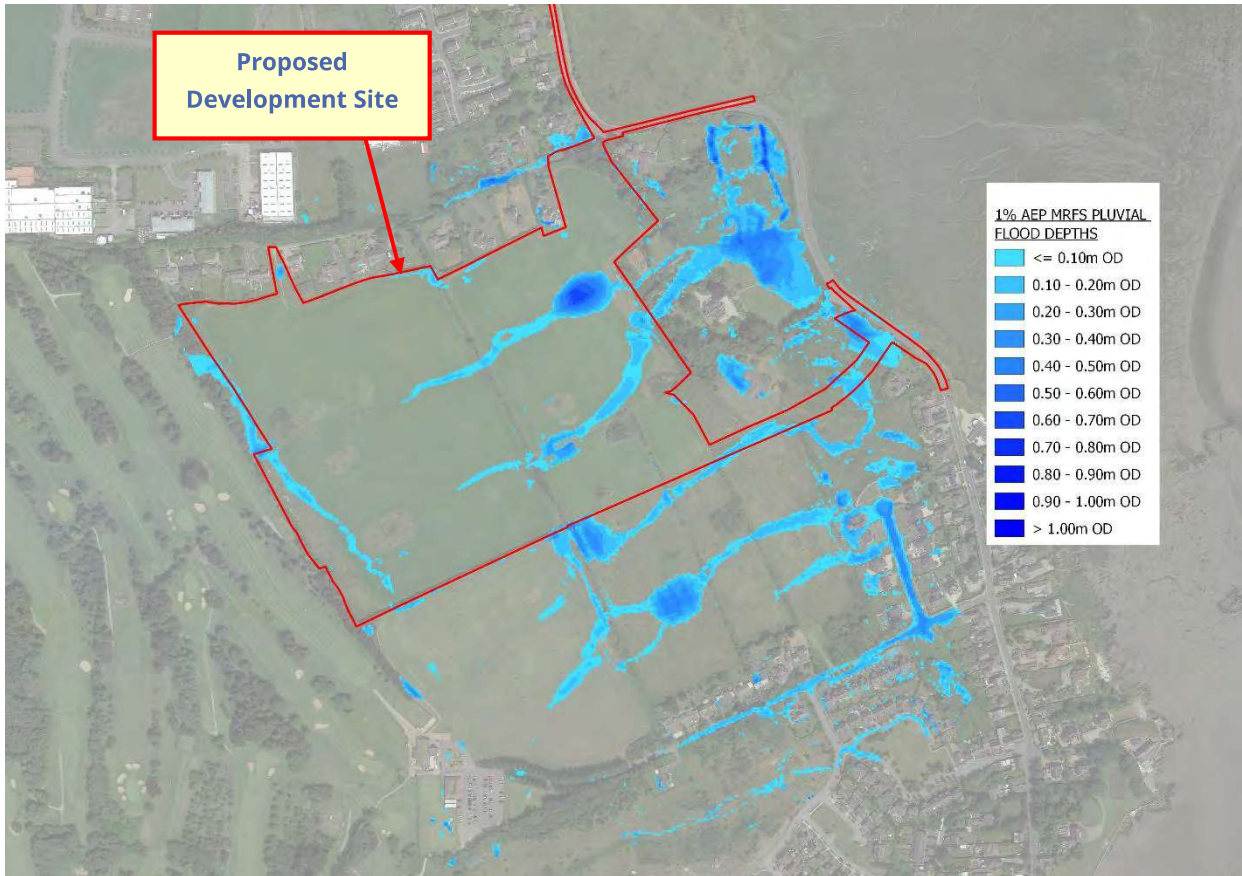 Proposed
Development Site
1% AEP MRFS PLUVIAL
FLOOD DEPTHS
<= 0.10m OD
0.10 - 0.20m OD
0.20 - 0.30m OD
0.30 - 0.40m OD
0.40 - 0.50m OD
0.50 - 0.60m OD
0.60 - 0.70m OD
0.70 - 0.80m OD
0.80 - 0.90m OD
0.90 - 1.00m OD
> 1.00m OD